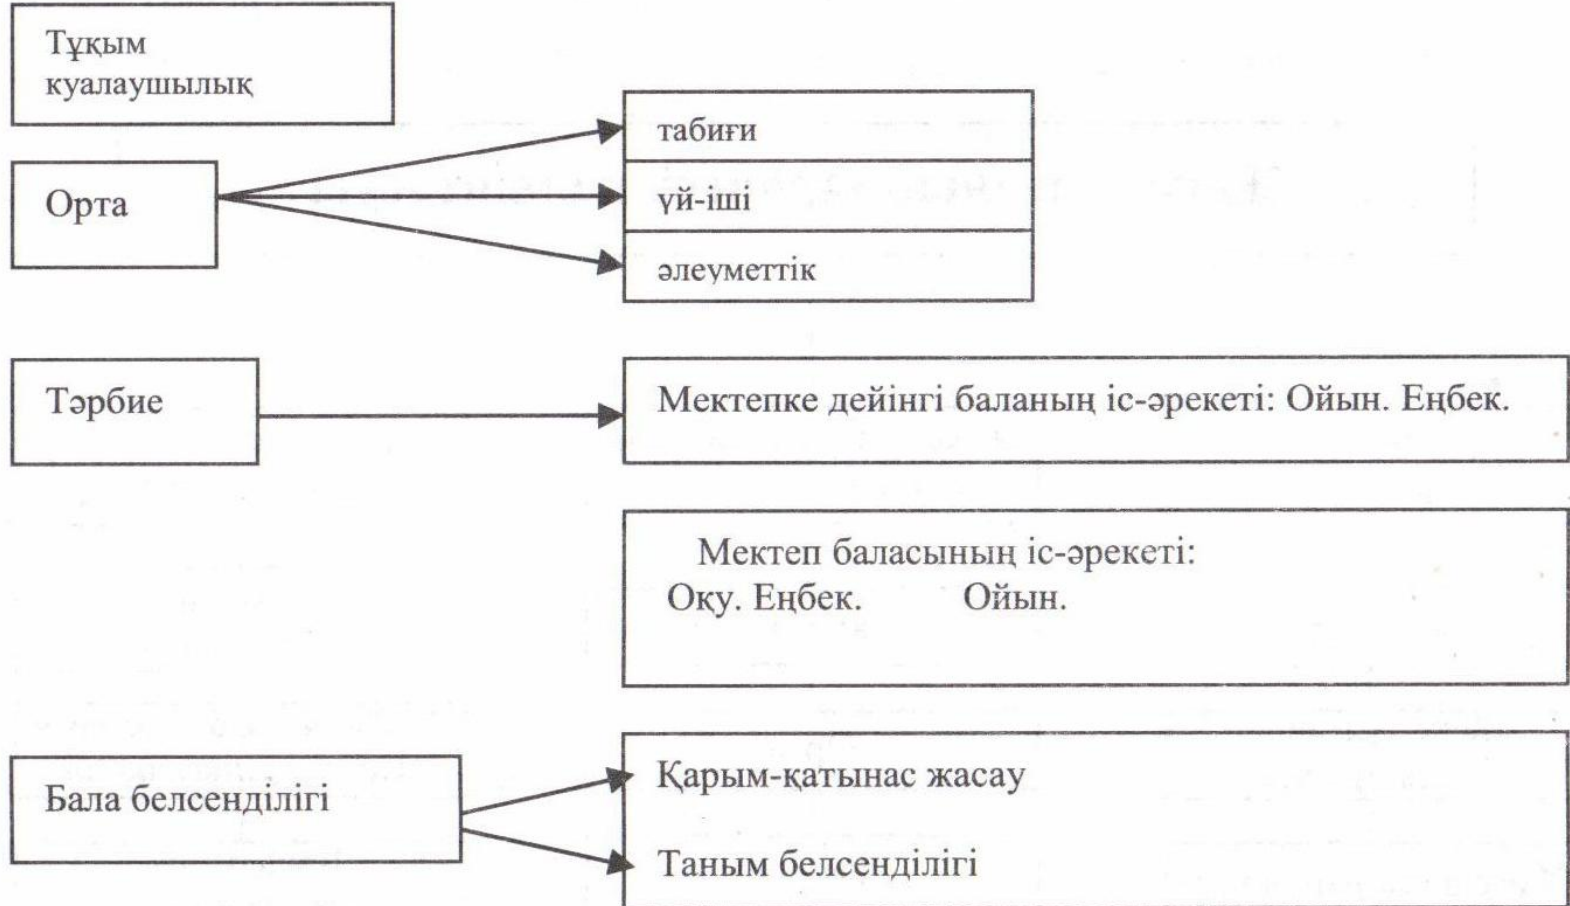 Тұқым
куалаушылық
табиғи
Орта
үй-іші
әлеуметтік
Тәрбие
Мектепке дейінгі баланың іс-әрекеті: Ойын. Еңбек.
Мектеп баласының іс-әрекеті:
Оқу. Еңбек. Ойын.
Бала белсенділігі
Қарым-қатынас жасау
Таным белсенділігі